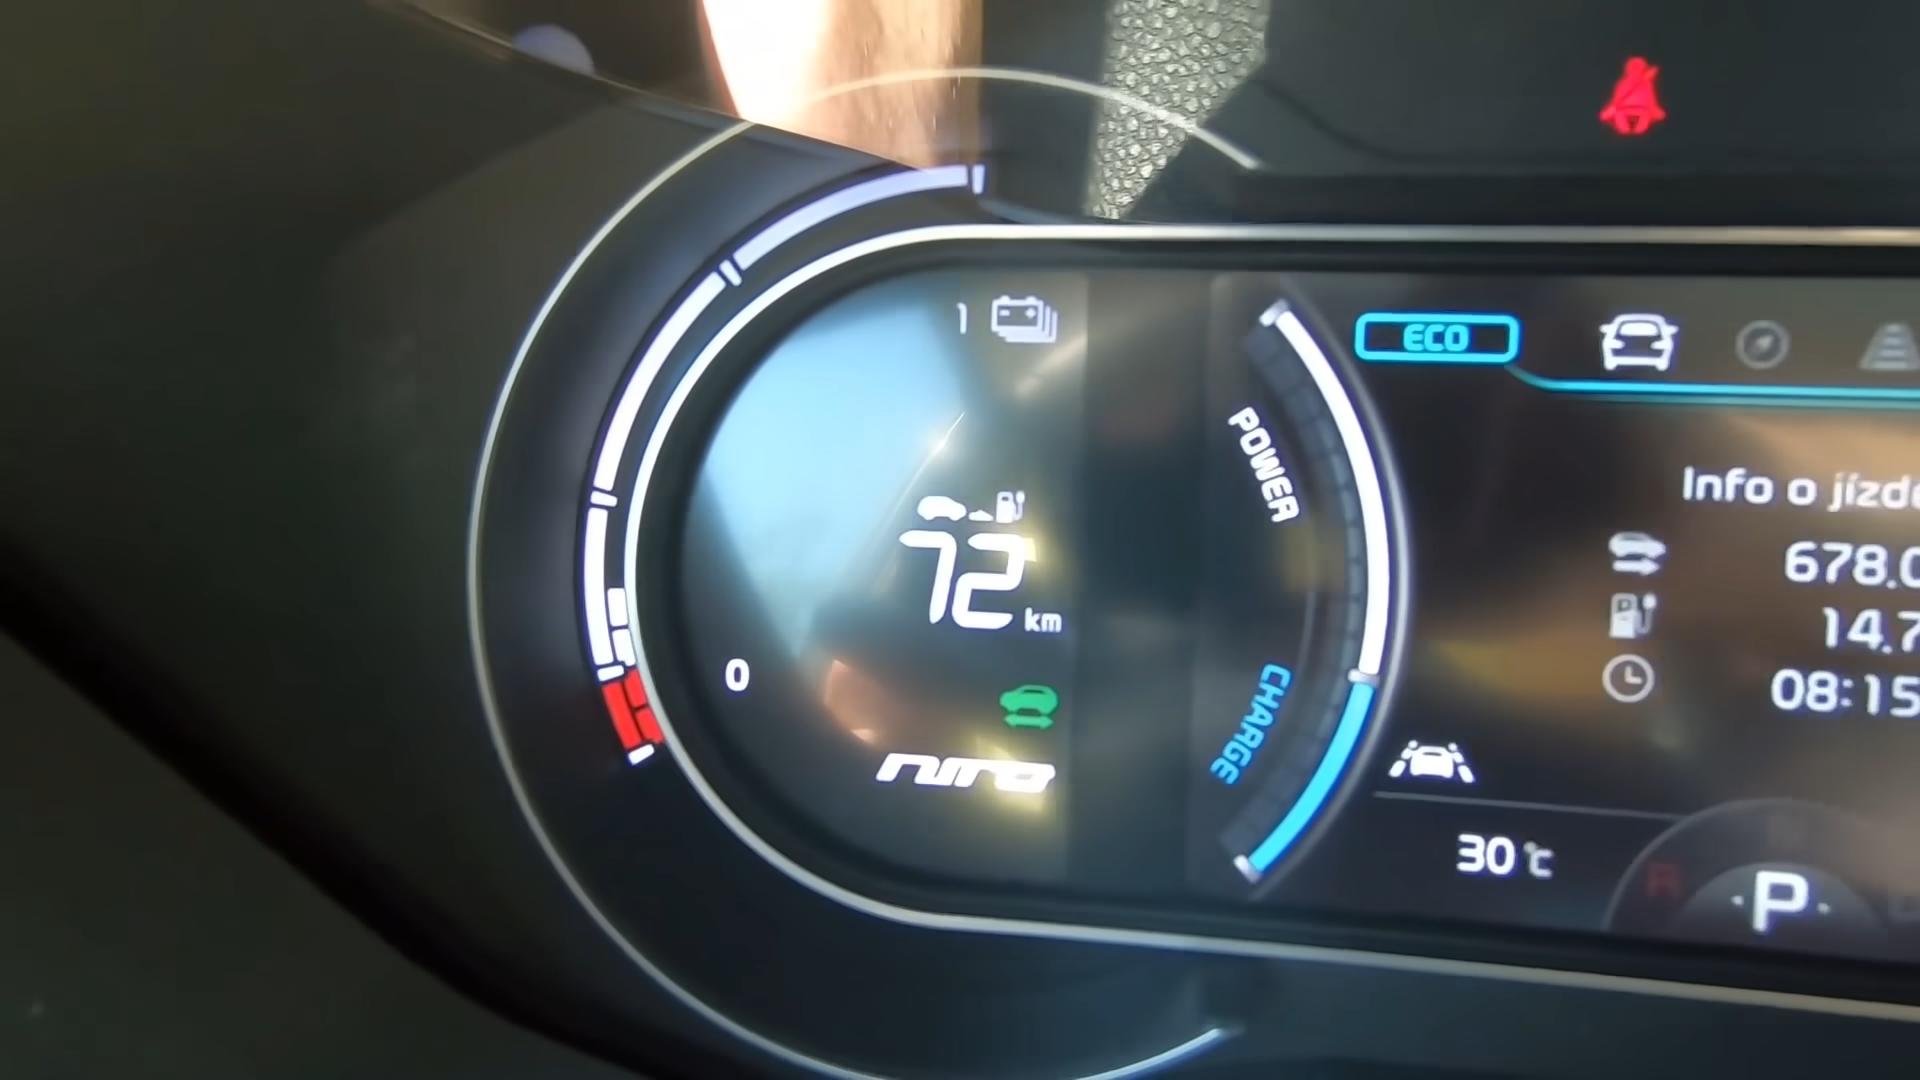 1
ECO
POWER
Info o jízdě
72 km
678.0
14.7
0
CHARGE
08:15
niro
30 °C
R
P